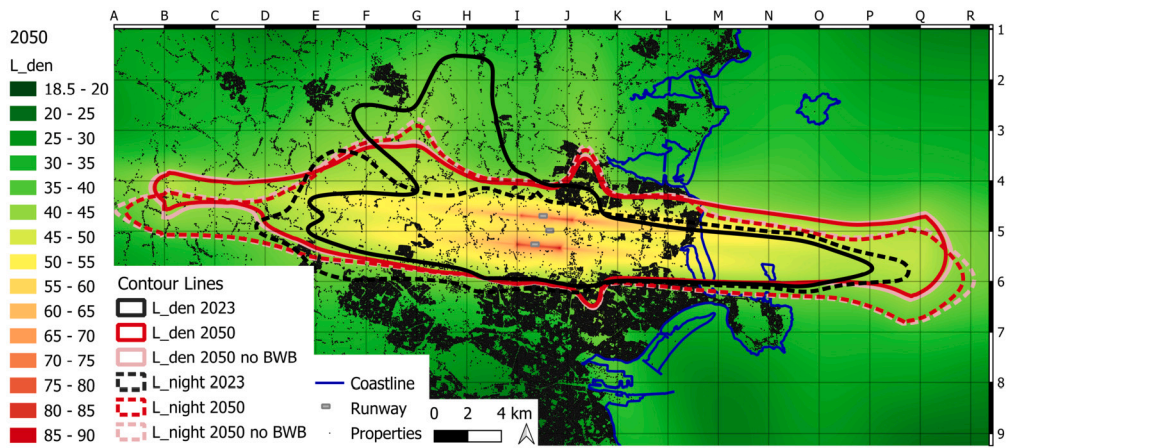 A B C D E F G H I J K L M N O P Q R
1
2
3
4
5
6
7
8
9
2050
L_den
18.5 - 20
20 - 25
25 - 30
30 - 35
35 - 40
40 - 45
45 - 50
50 - 55
55 - 60
60 - 65
65 - 70
70 - 75
75 - 80
80 - 85
85 - 90
Contour Lines
L_den 2023
L_den 2050
L_den 2050 no BWB
L_night 2023
L_night 2050
L_night 2050 no BWB
Coastline
Runway
Properties
0 2 4 km